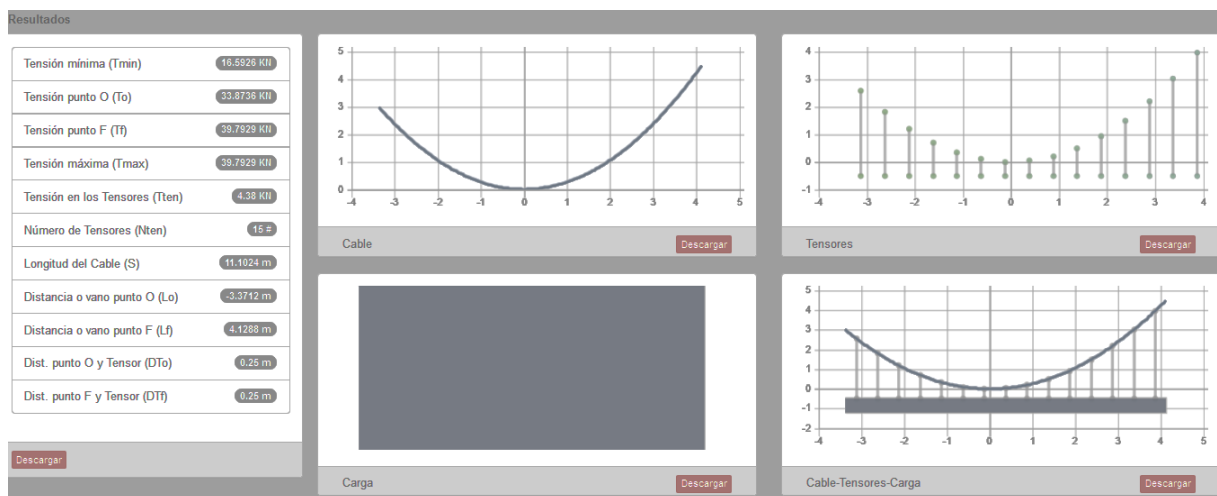 Resultados
Tensión mínima (Tmin) 16.5926 KN
Tensión punto O (To) 33.8736 KN
Tensión punto F (Tf) 39.7929 KN
Tensión máxima (Tmax) 39.7929 KN
Tensión en los Tensores (Tten) 4.38 KN
Número de Tensores (Nten) 15 #
Longitud del Cable (S) 11.1024 m
Distancia o vano punto O (Lo) -3.3712 m
Distancia o vano punto F (Lf) 4.1288 m
Dist. punto O y Tensor (DTo) 0.25 m
Dist. punto F y Tensor (DTf) 0.25 m
Descargar
5
4
3
2
1
0
-4 -3 -2 -1 0 1 2 3 4 5
Cable Descargar
4
3
2
1
0
-1
-4 -3 -2 -1 0 1 2 3 4
Tensores Descargar
Carga Descargar
5
4
3
2
1
0
-1
-2
-4 -3 -2 -1 0 1 2 3 4 5
Cable-Tensores-Carga Descargar